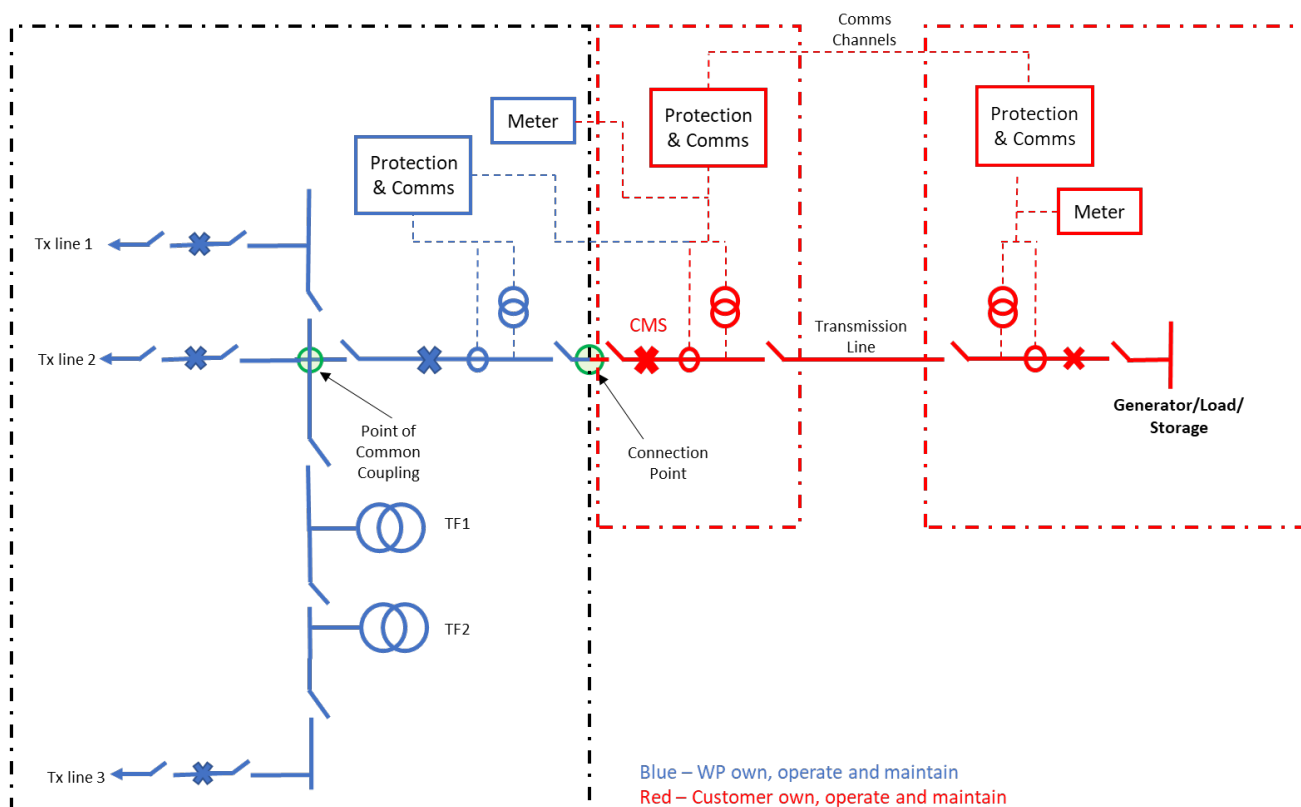 Comms
Channels
Meter
Protection
& Comms
Protection
& Comms
Protection
& Comms
Meter
Tx line 1
CMS
Transmission
Line
Tx line 2
Point of
Common
Coupling
Connection
Point
Generator/Load/
Storage
TF1
TF2
Tx line 3
Blue – WP own, operate and maintain
Red – Customer own, operate and maintain